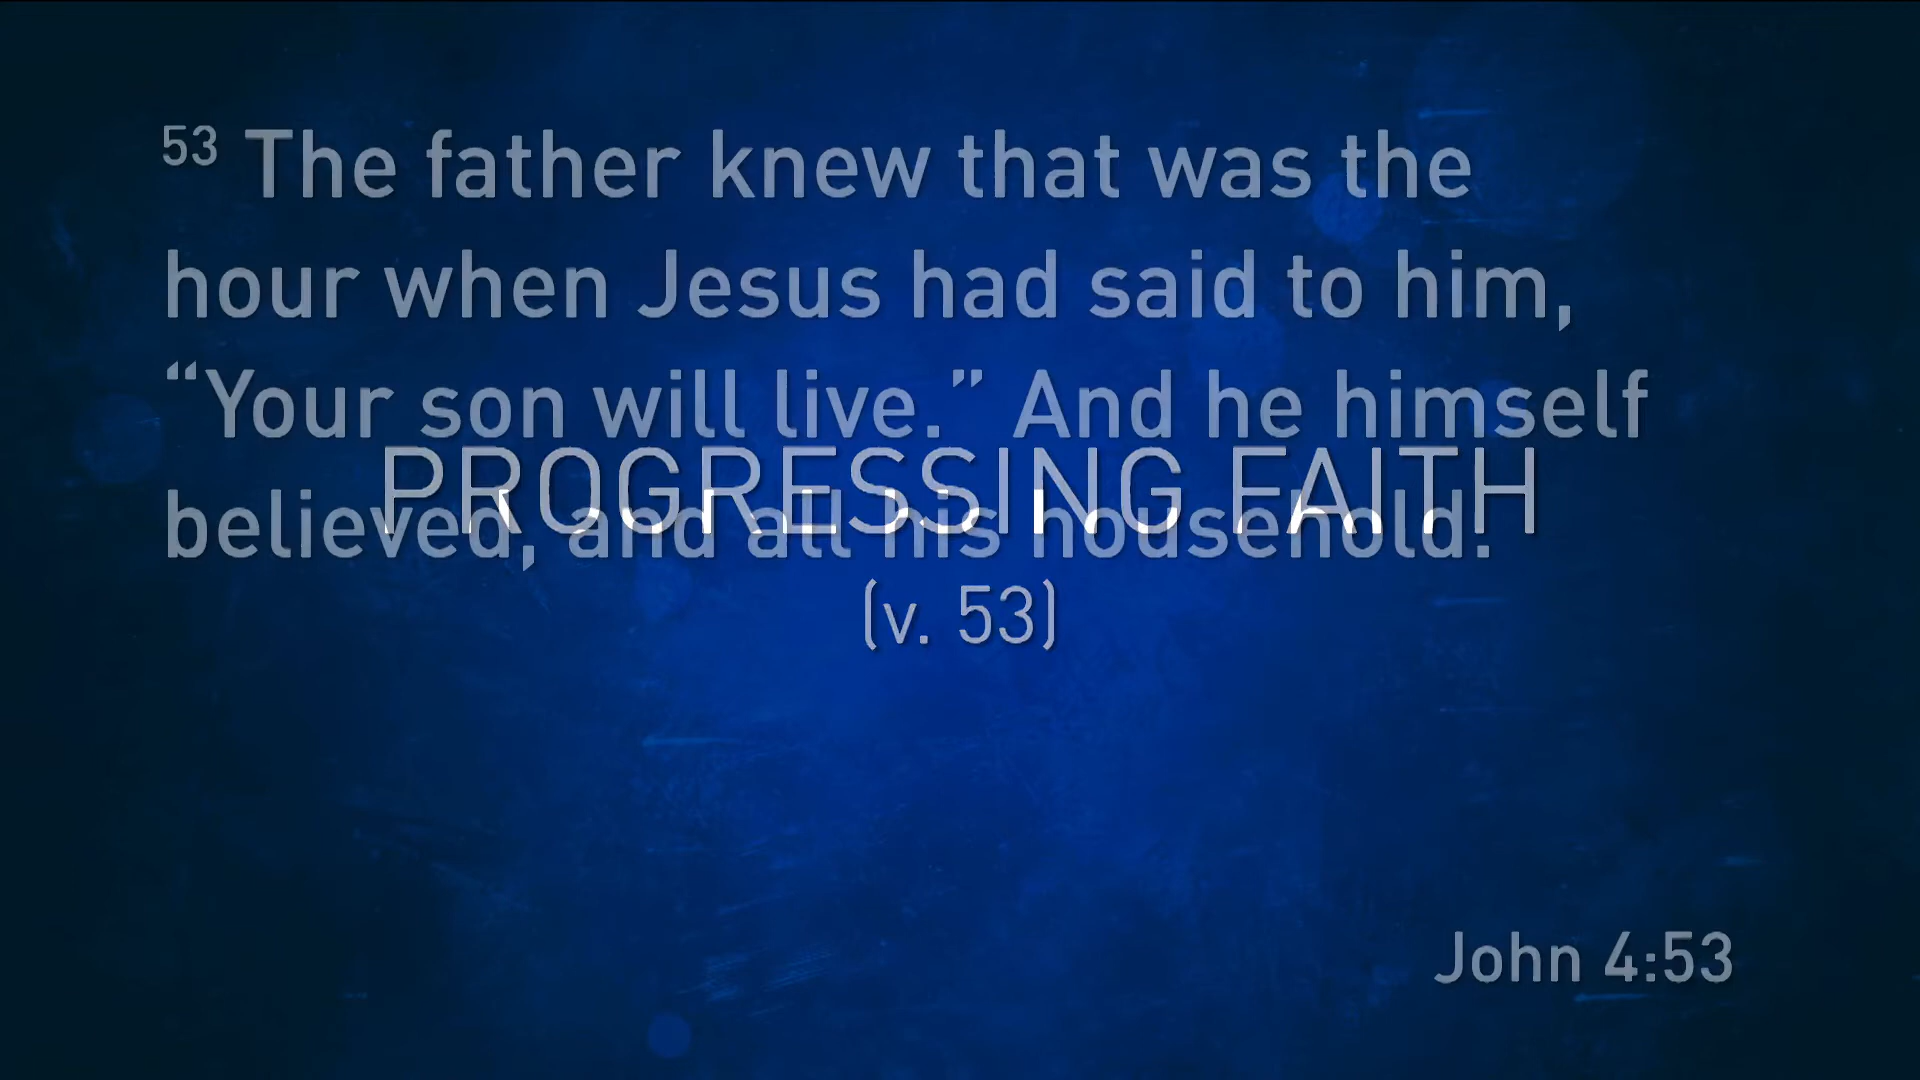 53 The father knew that was the
hour when Jesus had said to him,
“Your son will live.” And he himself
believed, and all his household.
PROGRESSING FAITH
(v. 53)
John 4:53